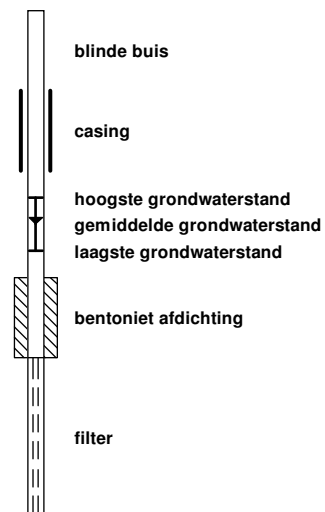 blinde buis
casing
hoogste grondwaterstand
gemiddelde grondwaterstand
laagste grondwaterstand
bentoniet afdichting
filter